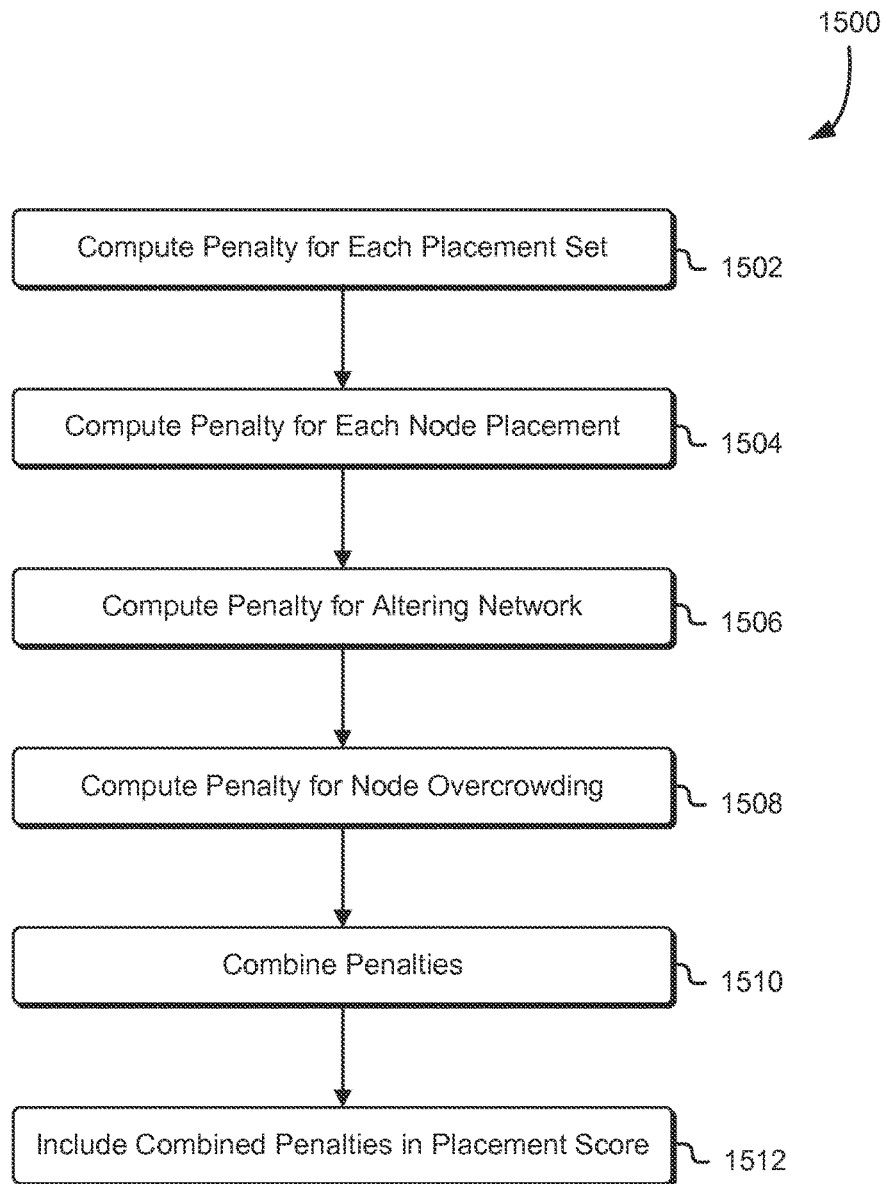 1500
Compute Penalty for Each Placement Set
1502
Compute Penalty for Each Node Placement
1504
Compute Penalty for Altering Network
1506
Compute Penalty for Node Overcrowding
1508
Combine Penalties
1510
Include Combined Penalties in Placement Score
1512